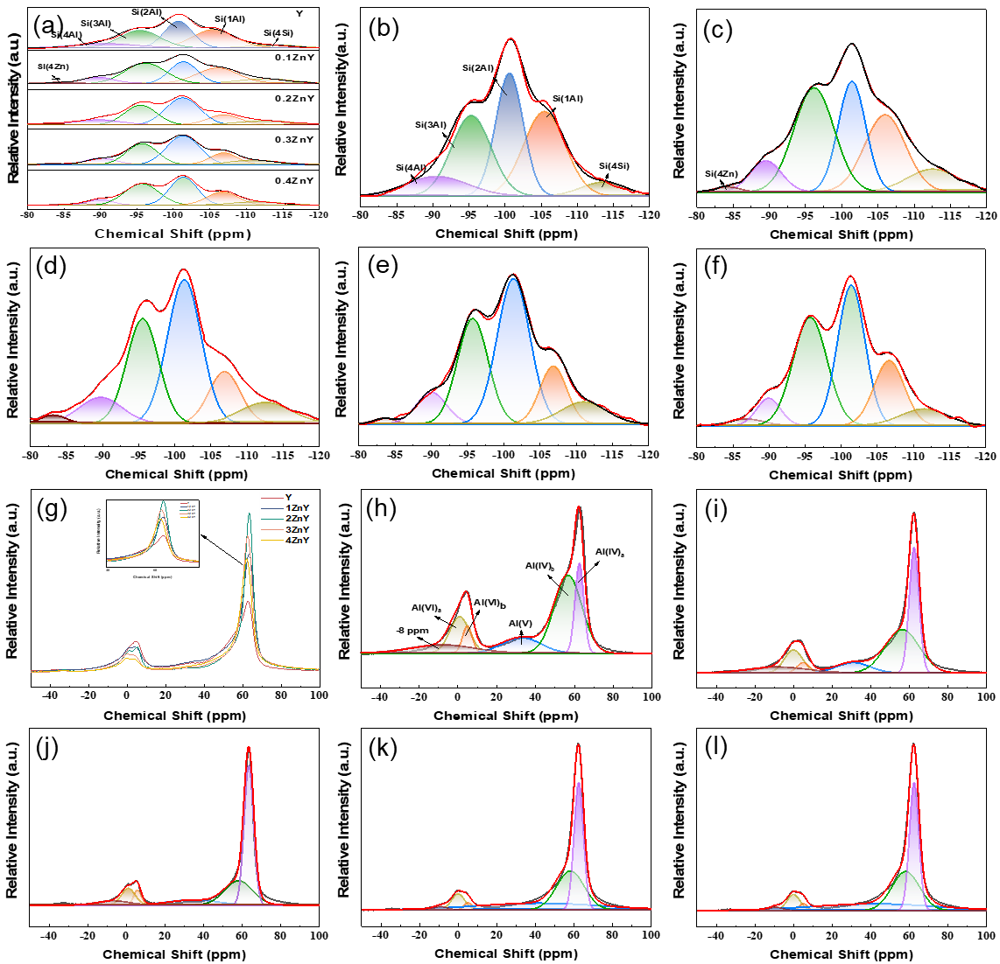 (a)
Si(4Al)
Si(3Al)
Si(2Al)
Si(1Al)
Si(4Si)
Y
Si(4Zn)
0.1ZnY
0.2ZnY
0.3ZnY
0.4ZnY
Relative Intensity (a.u.)
-80 -85 -90 -95 -100 -105 -110 -115 -120
Chemical Shift (ppm)
(b)
Si(4Al)
Si(3Al)
Si(2Al)
Si(1Al)
Si(4Si)
Relative Intensity(a.u.)
-80 -85 -90 -95 -100 -105 -110 -115 -120
Chemical Shift (ppm)
(c)
Si(4Zn)
Relative Intensity (a.u.)
-80 -85 -90 -95 -100 -105 -110 -115 -120
Chemical Shift (ppm)
(d)
Relative Intensity (a.u.)
-80 -85 -90 -95 -100 -105 -110 -115 -120
Chemical Shift (ppm)
(e)
Relative Intensity (a.u.)
-80 -85 -90 -95 -100 -105 -110 -115 -120
Chemical Shift (ppm)
(f)
Relative Intensity (a.u.)
-80 -85 -90 -95 -100 -105 -110 -115 -120
Chemical Shift (ppm)
(g)
Relative Intensity (a.u.)
Chemical Shift (ppm)
Y
1ZnY
2ZnY
3ZnY
4ZnY
Relative Intensity (a.u.)
-40 -20 0 20 40 60 80 100
Chemical Shift (ppm)
(h)
-8 ppm
Al(VI)a
Al(VI)b
Al(V)
Al(IV)b
Al(IV)a
Relative Intensity (a.u.)
-40 -20 0 20 40 60 80 100
Chemical Shift (ppm)
(i)
Relative Intensity (a.u.)
-40 -20 0 20 40 60 80 100
Chemical Shift (ppm)
(j)
Relative Intensity (a.u.)
-40 -20 0 20 40 60 80 100
Chemical Shift (ppm)
(k)
Relative Intensity (a.u.)
-40 -20 0 20 40 60 80 100
Chemical Shift (ppm)
(l)
Relative Intensity (a.u.)
-40 -20 0 20 40 60 80 100
Chemical Shift (ppm)